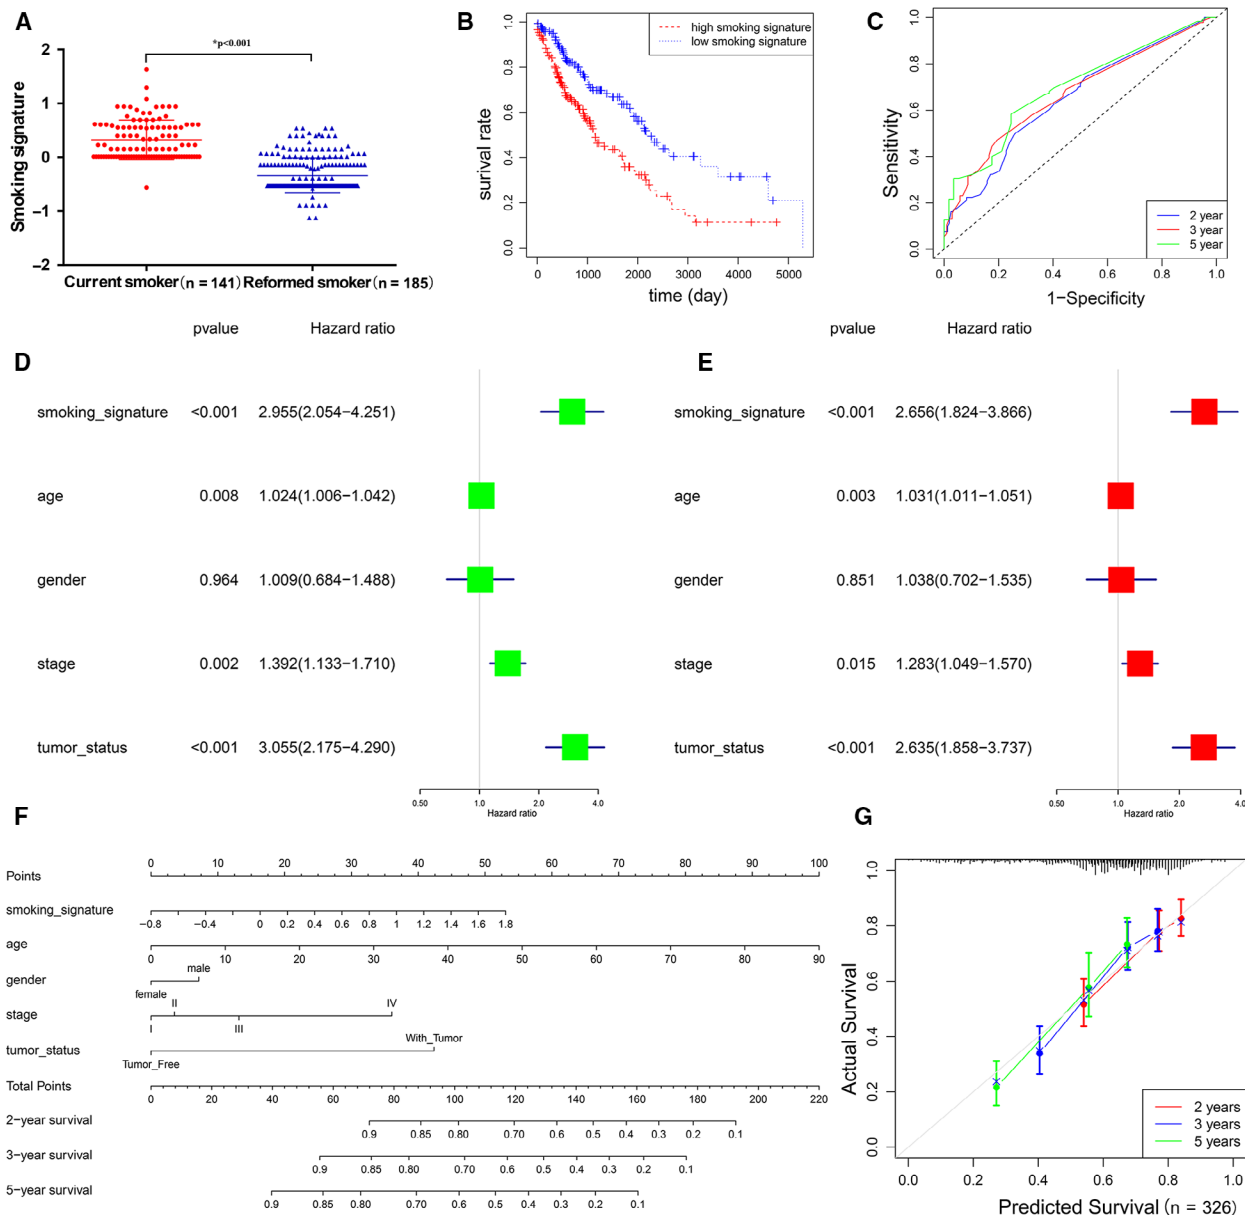 A
Smoking signature
2
1
0
−1
−2
*p<0.001
Current smoker(n = 141) Reformed smoker(n = 185)
B
surival rate
1.0
0.8
0.6
0.4
0.2
0.0
high smoking signature
low smoking signature
0 1000 2000 3000 4000 5000
time (day)
C
Sensitivity
1.0
0.8
0.6
0.4
0.2
0.0
2 year
3 year
5 year
0.0 0.2 0.4 0.6 0.8 1.0
1−Specificity
D
pvalue Hazard ratio
smoking_signature <0.001 2.955(2.054−4.251)
age 0.008 1.024(1.006−1.042)
gender 0.964 1.009(0.684−1.488)
stage 0.002 1.392(1.133−1.710)
tumor_status <0.001 3.055(2.175−4.290)
0.50 1.0 2.0 4.0
Hazard ratio
E
pvalue Hazard ratio
smoking_signature <0.001 2.656(1.824−3.866)
age 0.003 1.031(1.011−1.051)
gender 0.851 1.038(0.702−1.535)
stage 0.015 1.283(1.049−1.570)
tumor_status <0.001 2.635(1.858−3.737)
0.50 1.0 2.0 4.0
Hazard ratio
F
0 10 20 30 40 50 60 70 80 90 100
Points
smoking_signature
−0.8 −0.4 0 0.2 0.4 0.6 0.8 1 1.2 1.4 1.6 1.8
age
0 10 20 30 40 50 60 70 80 90
male
gender
female
II IV
stage
I III
With_Tumor
tumor_status
Tumor_Free
Total Points
0 20 40 60 80 100 120 140 160 180 200 220
2−year survival
0.9 0.85 0.80 0.70 0.6 0.5 0.4 0.3 0.2 0.1
3−year survival
0.9 0.85 0.80 0.70 0.6 0.5 0.4 0.3 0.2 0.1
5−year survival
0.9 0.85 0.80 0.70 0.6 0.5 0.4 0.3 0.2 0.1
G
Actual Survival
1.0
0.8
0.6
0.4
0.2
0.0
2 years
3 years
5 years
0.0 0.2 0.4 0.6 0.8 1.0
Predicted Survival (n = 326)